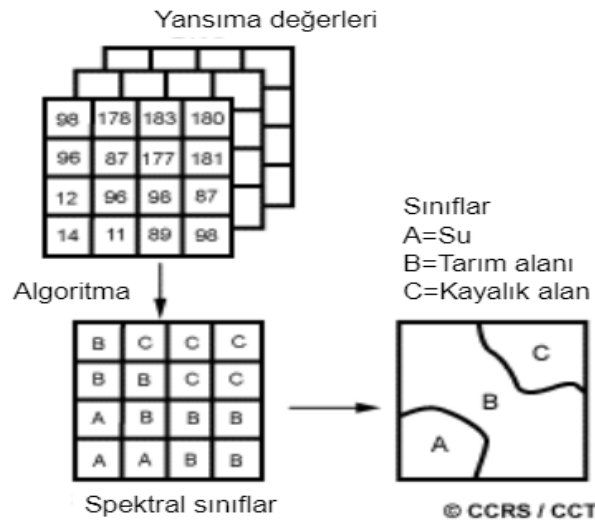 Yansıma değerleri
98 178 183 180
96 87 177 181
12 96 98 87
14 11 89 98
Algoritma
Sınıflar
A=Su
B=Tarım alanı
C=Kayalık alan
B C C C
B B C C
A B B B
A A B B
Spektral sınıflar
C
B
A
© CCRS / CCT